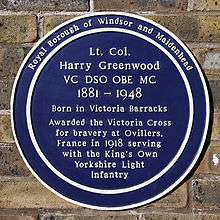 Royal Borough of Windsor and Maidenhead
Lt. Col.
Harry Greenwood
VC DSO OBE MC
1881 - 1948
Born in Victoria Barracks
Awarded the Victoria Cross
for bravery at Ovillers,
France in 1918 serving
with the King's Own
Yorkshire Light
Infantry